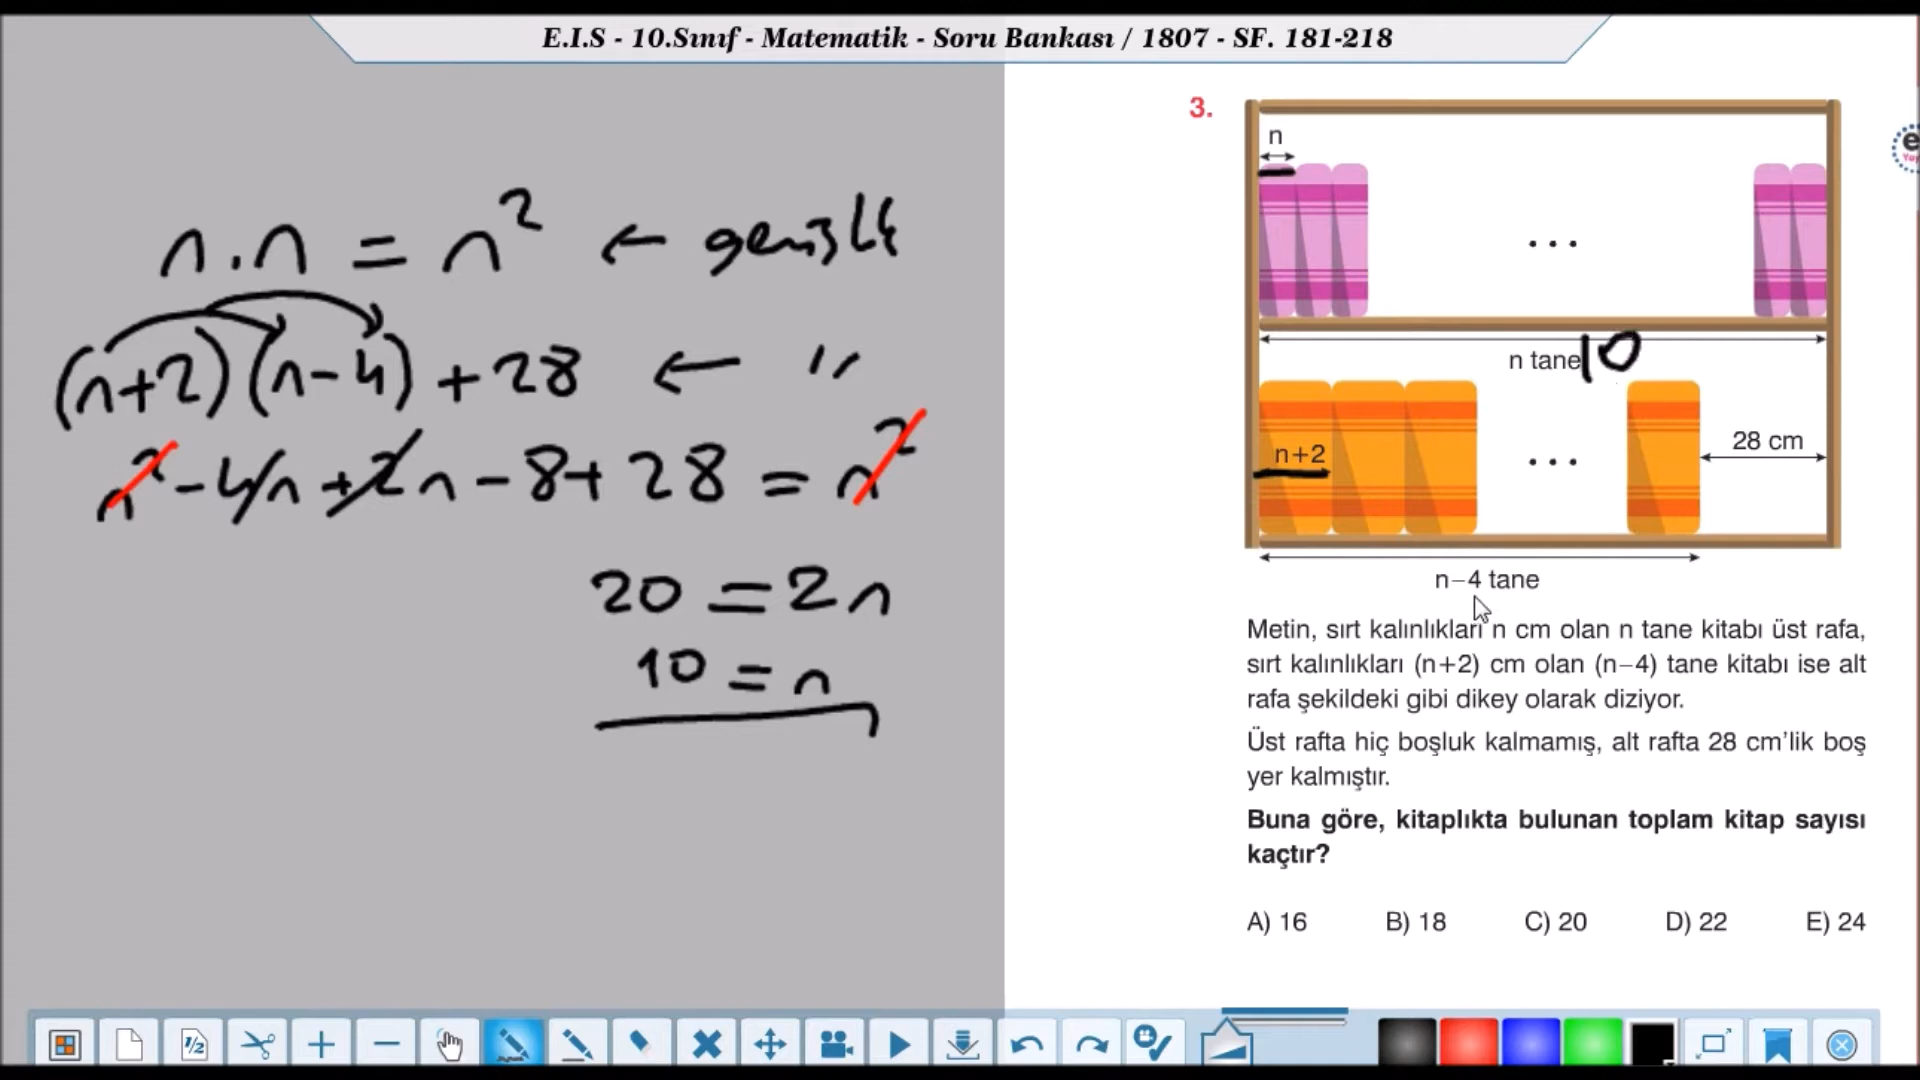 E.I.S - 10.Sınıf - Matematik - Soru Bankası / 1807 - SF. 181-218
n.n = n² ← genişlik
(n+2)(n-4) + 28 ← "
n² - 4n + 2n - 8 + 28 = n²
20 = 2n
10 = n
3.
n
n tane 10
n+2
28 cm
n−4 tane
Metin, sırt kalınlıkları n cm olan n tane kitabı üst rafa,
sırt kalınlıkları (n+2) cm olan (n−4) tane kitabı ise alt
rafa şekildeki gibi dikey olarak diziyor.
Üst rafta hiç boşluk kalmamış, alt rafta 28 cm'lik boş
yer kalmıştır.
Buna göre, kitaplıkta bulunan toplam kitap sayısı
kaçtır?
A) 16 B) 18 C) 20 D) 22 E) 24
1/2